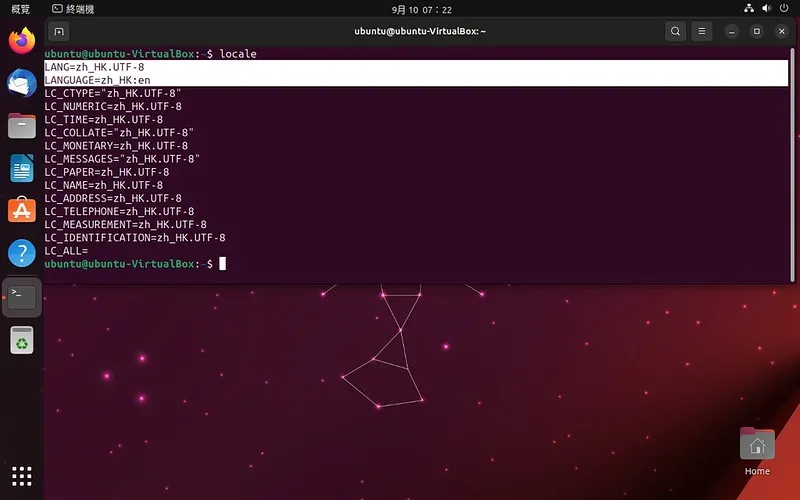 概覽 終端機 9月 10 07：22
ubuntu@ubuntu-VirtualBox: ~
ubuntu@ubuntu-VirtualBox:~$ locale
LANG=zh_HK.UTF-8
LANGUAGE=zh_HK:en
LC_CTYPE="zh_HK.UTF-8"
LC_NUMERIC=zh_HK.UTF-8
LC_TIME=zh_HK.UTF-8
LC_COLLATE="zh_HK.UTF-8"
LC_MONETARY=zh_HK.UTF-8
LC_MESSAGES="zh_HK.UTF-8"
LC_PAPER=zh_HK.UTF-8
LC_NAME=zh_HK.UTF-8
LC_ADDRESS=zh_HK.UTF-8
LC_TELEPHONE=zh_HK.UTF-8
LC_MEASUREMENT=zh_HK.UTF-8
LC_IDENTIFICATION=zh_HK.UTF-8
LC_ALL=
ubuntu@ubuntu-VirtualBox:~$
Home